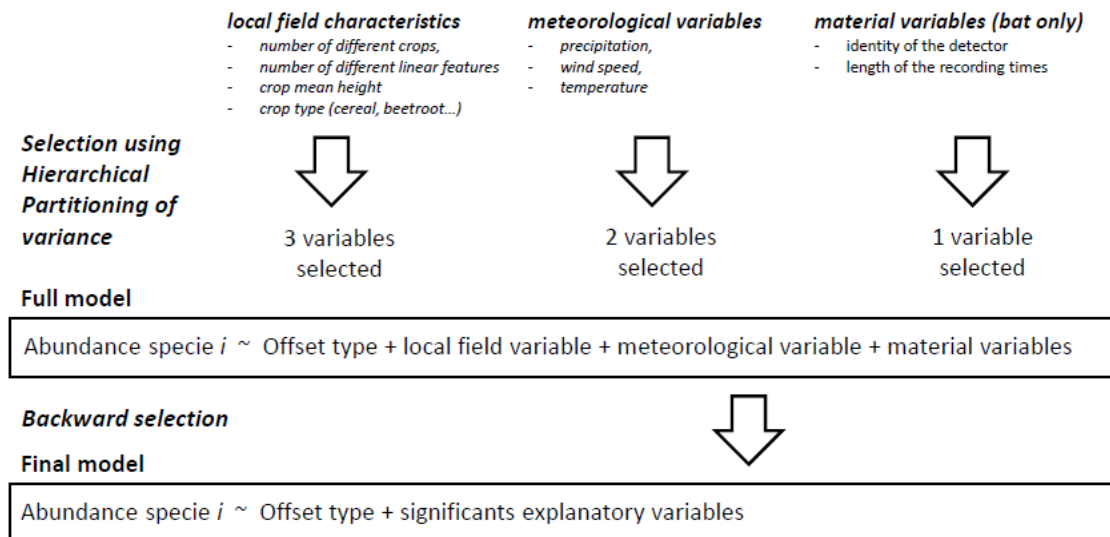 local field characteristics
- number of different crops,
- number of different linear features
- crop mean height
- crop type (cereal, beetroot...)
meteorological variables
- precipitation,
- wind speed,
- temperature
material variables (bat only)
- identity of the detector
- length of the recording times
Selection using
Hierarchical
Partitioning of
variance
3 variables
selected
2 variables
selected
1 variable
selected
Full model
Abundance specie i ~ Offset type + local field variable + meteorological variable + material variables
Backward selection
Final model
Abundance specie i ~ Offset type + significants explanatory variables